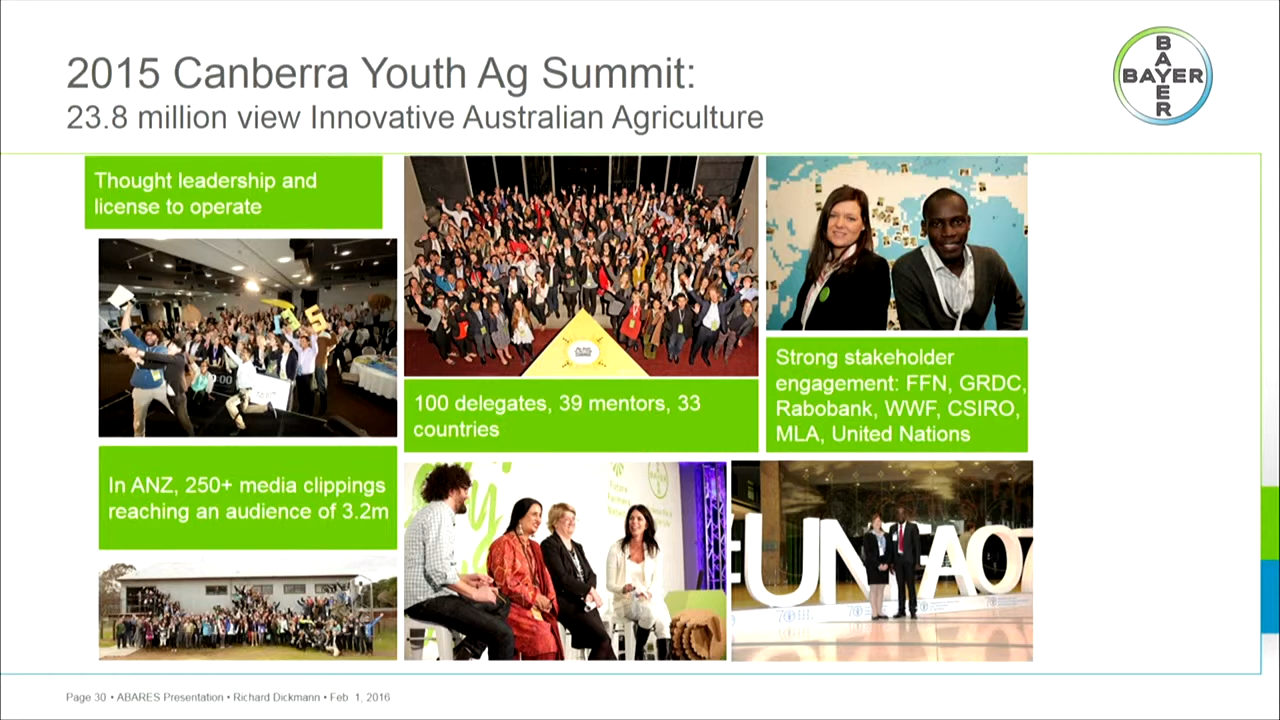 2015 Canberra Youth Ag Summit:
23.8 million view Innovative Australian Agriculture
BAYER
BAYER
Thought leadership and
license to operate
100 delegates, 39 mentors, 33
countries
Strong stakeholder
engagement: FFN, GRDC,
Rabobank, WWF, CSIRO,
MLA, United Nations
In ANZ, 250+ media clippings
reaching an audience of 3.2m
#UNFAO7
Page 30 • ABARES Presentation • Richard Dickmann • Feb 1, 2016